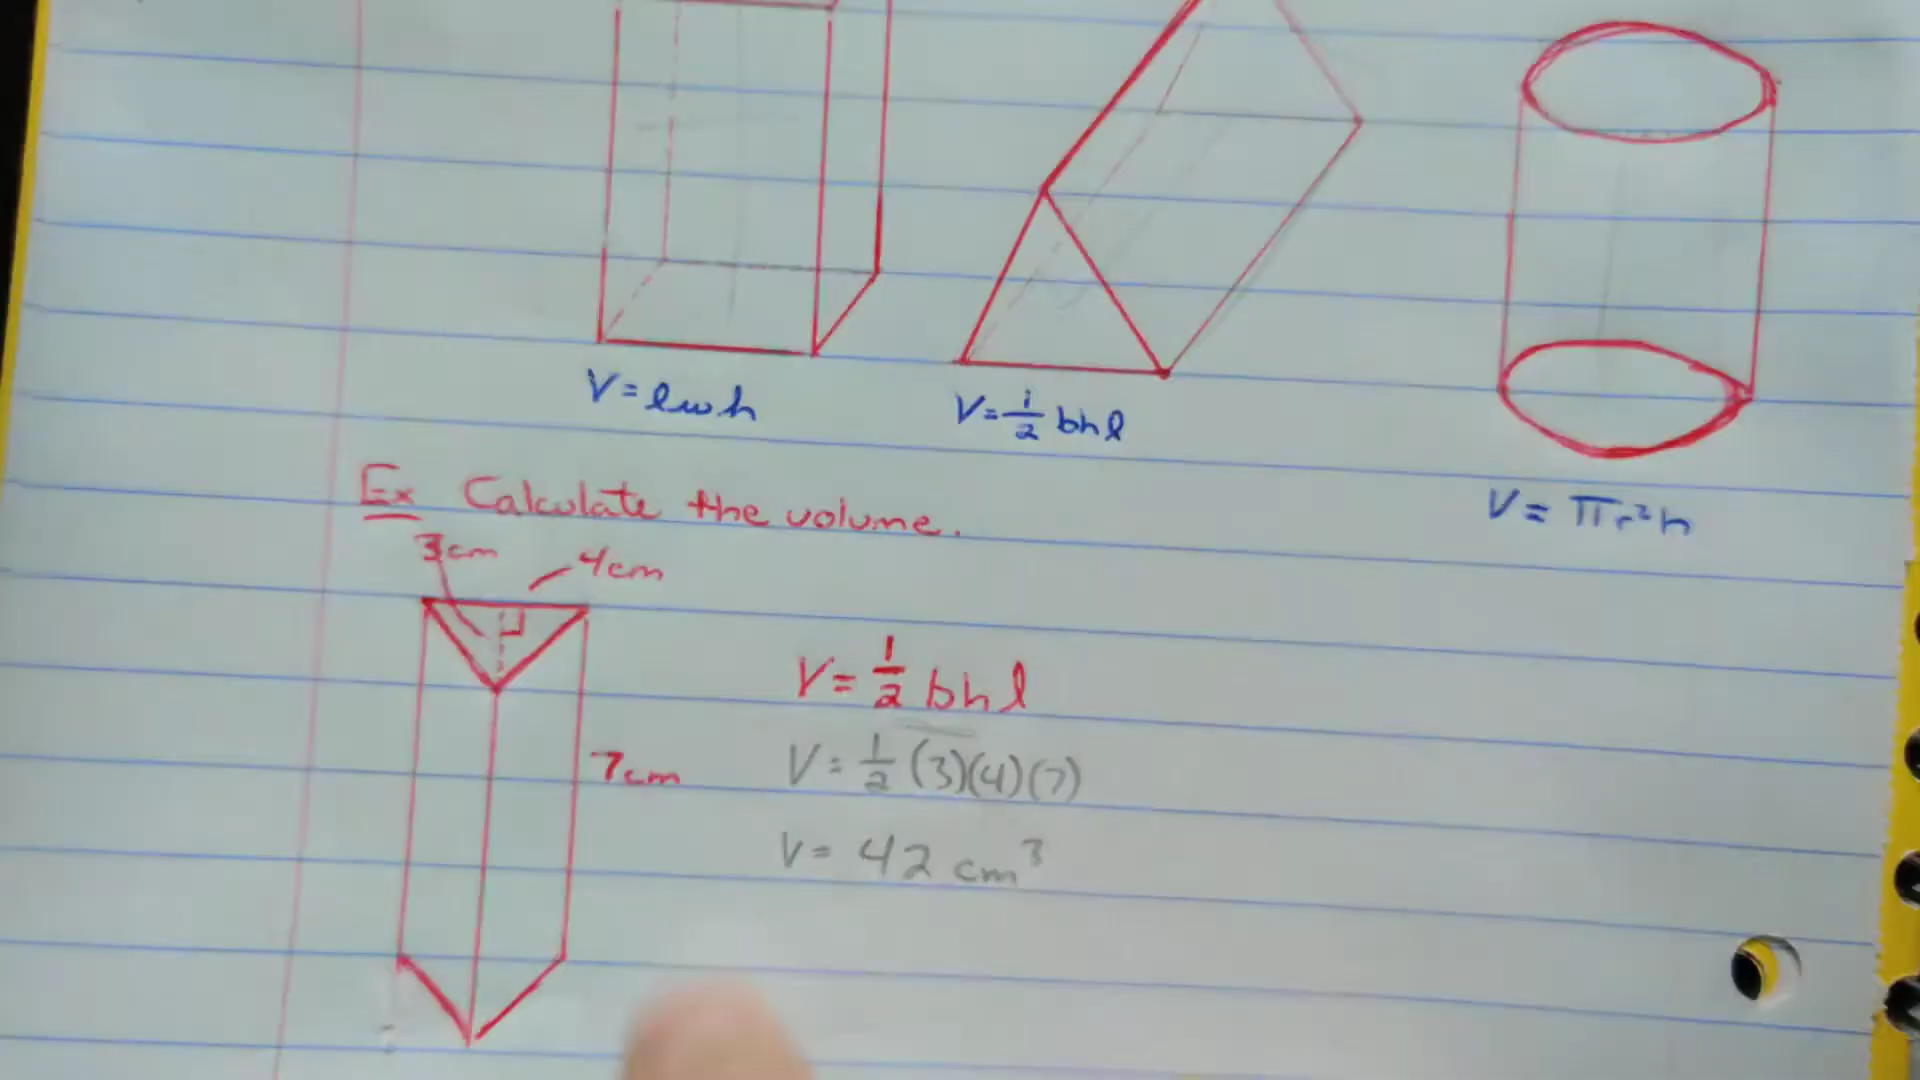 V = lwh
V = 1/2 bhl
V = πr²h
Ex Calculate the volume.
3cm
4cm
7cm
V = 1/2 bhl
V = 1/2 (3)(4)(7)
V = 42 cm³